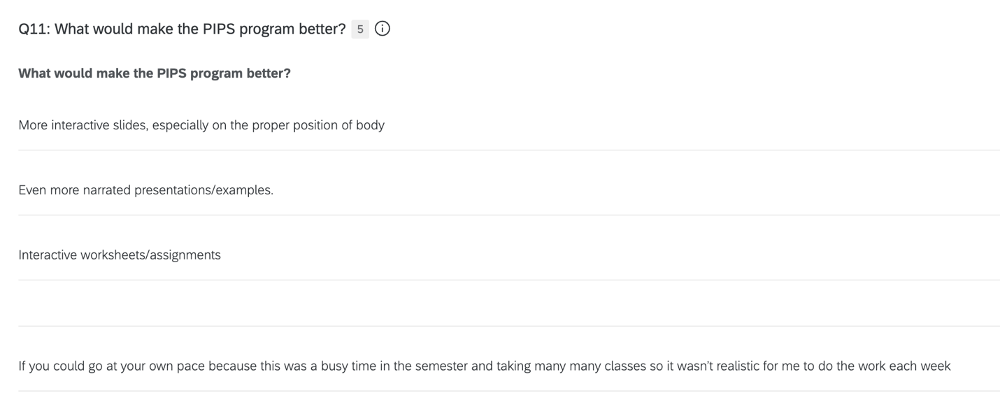 Q11: What would make the PIPS program better? 5
What would make the PIPS program better?
More interactive slides, especially on the proper position of body
Even more narrated presentations/examples.
Interactive worksheets/assignments
If you could go at your own pace because this was a busy time in the semester and taking many many classes so it wasn't realistic for me to do the work each week